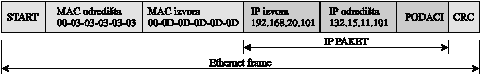 START
MAC odredišta
00-03-03-03-03-03
MAC izvora
00-0D-0D-0D-0D-0D
IP izvora
192,168,20,101
IP odredišta
132,15,11,101
PODACI
CRC
IP PAKET
Ethernet frame